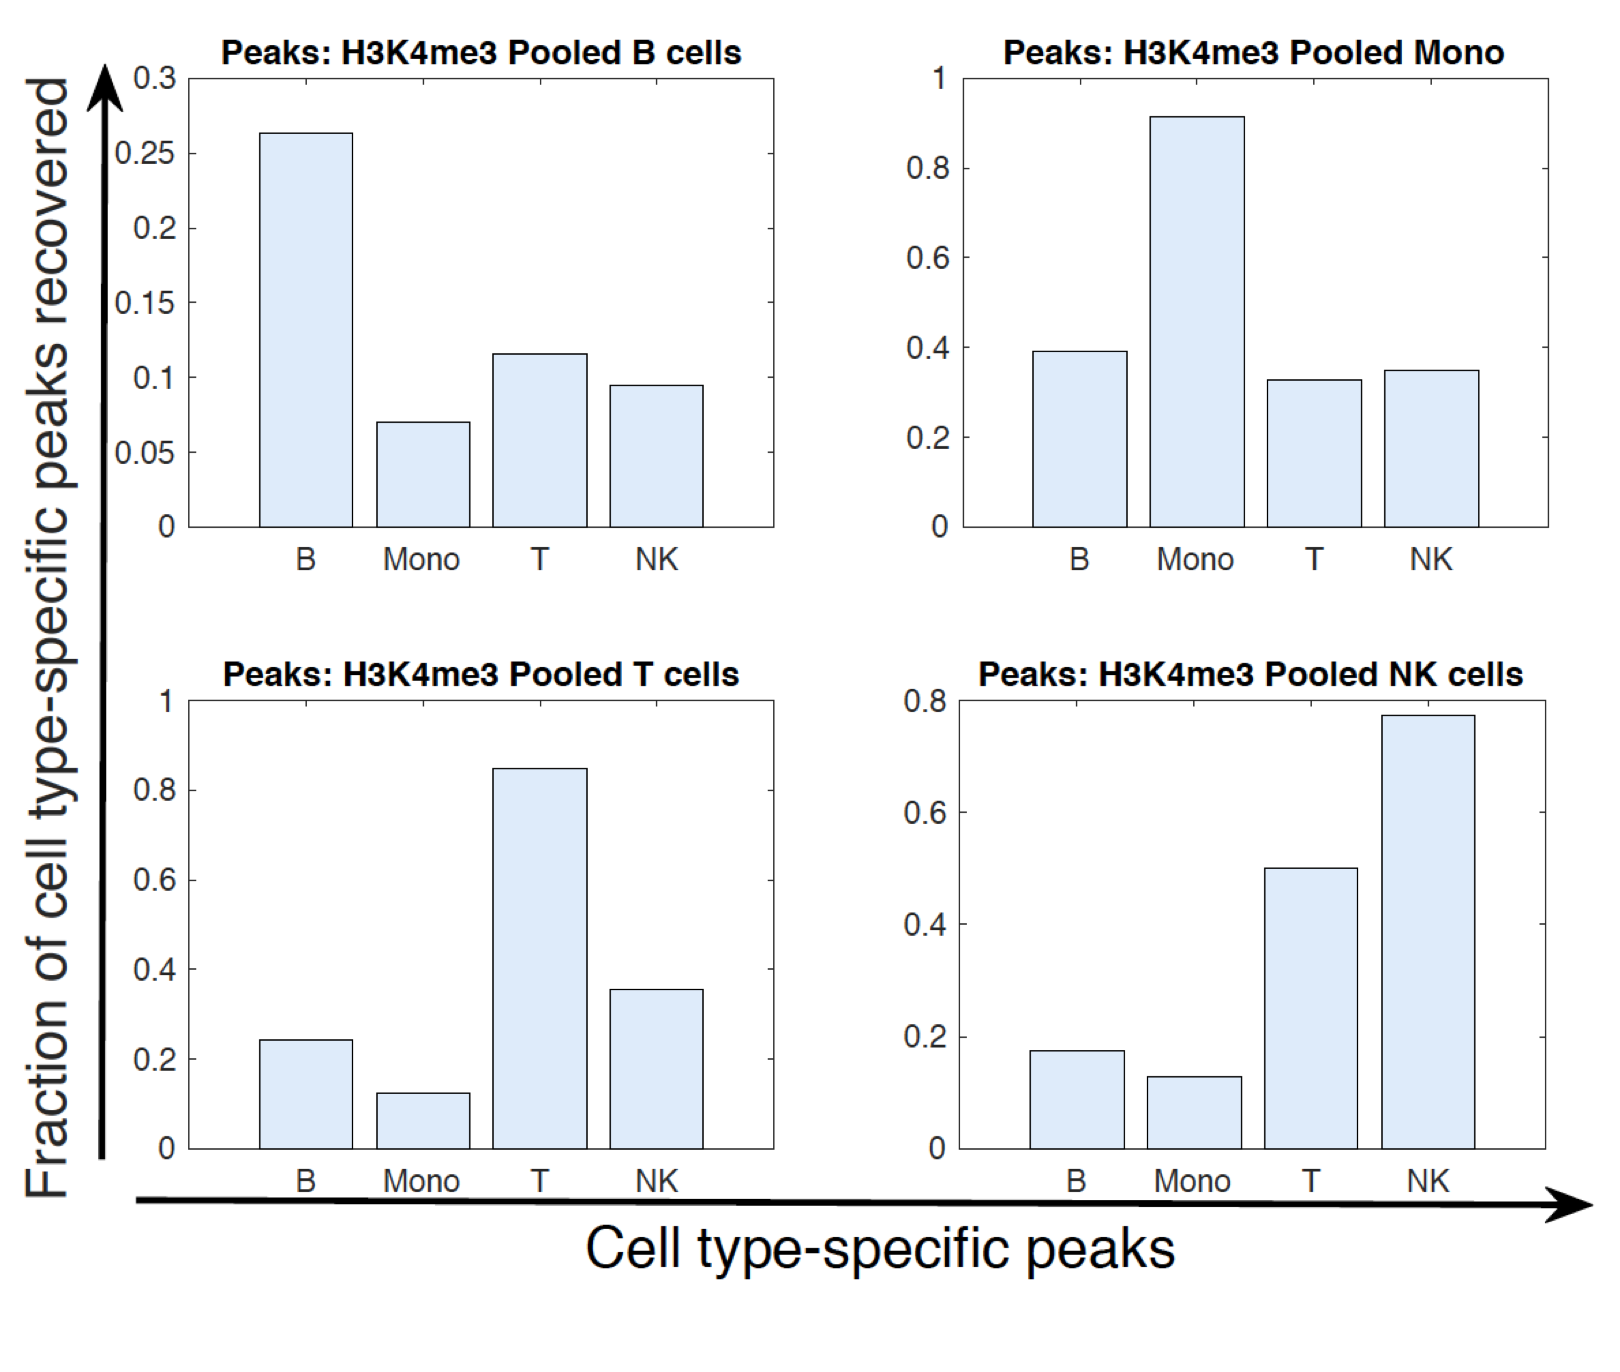 Fraction of cell type-specific peaks recovered
Peaks: H3K4me3 Pooled B cells
0.3
0.25
0.2
0.15
0.1
0.05
0
B Mono T NK
Peaks: H3K4me3 Pooled Mono
1
0.8
0.6
0.4
0.2
0
B Mono T NK
Peaks: H3K4me3 Pooled T cells
1
0.8
0.6
0.4
0.2
0
B Mono T NK
Peaks: H3K4me3 Pooled NK cells
0.8
0.6
0.4
0.2
0
B Mono T NK
Cell type-specific peaks